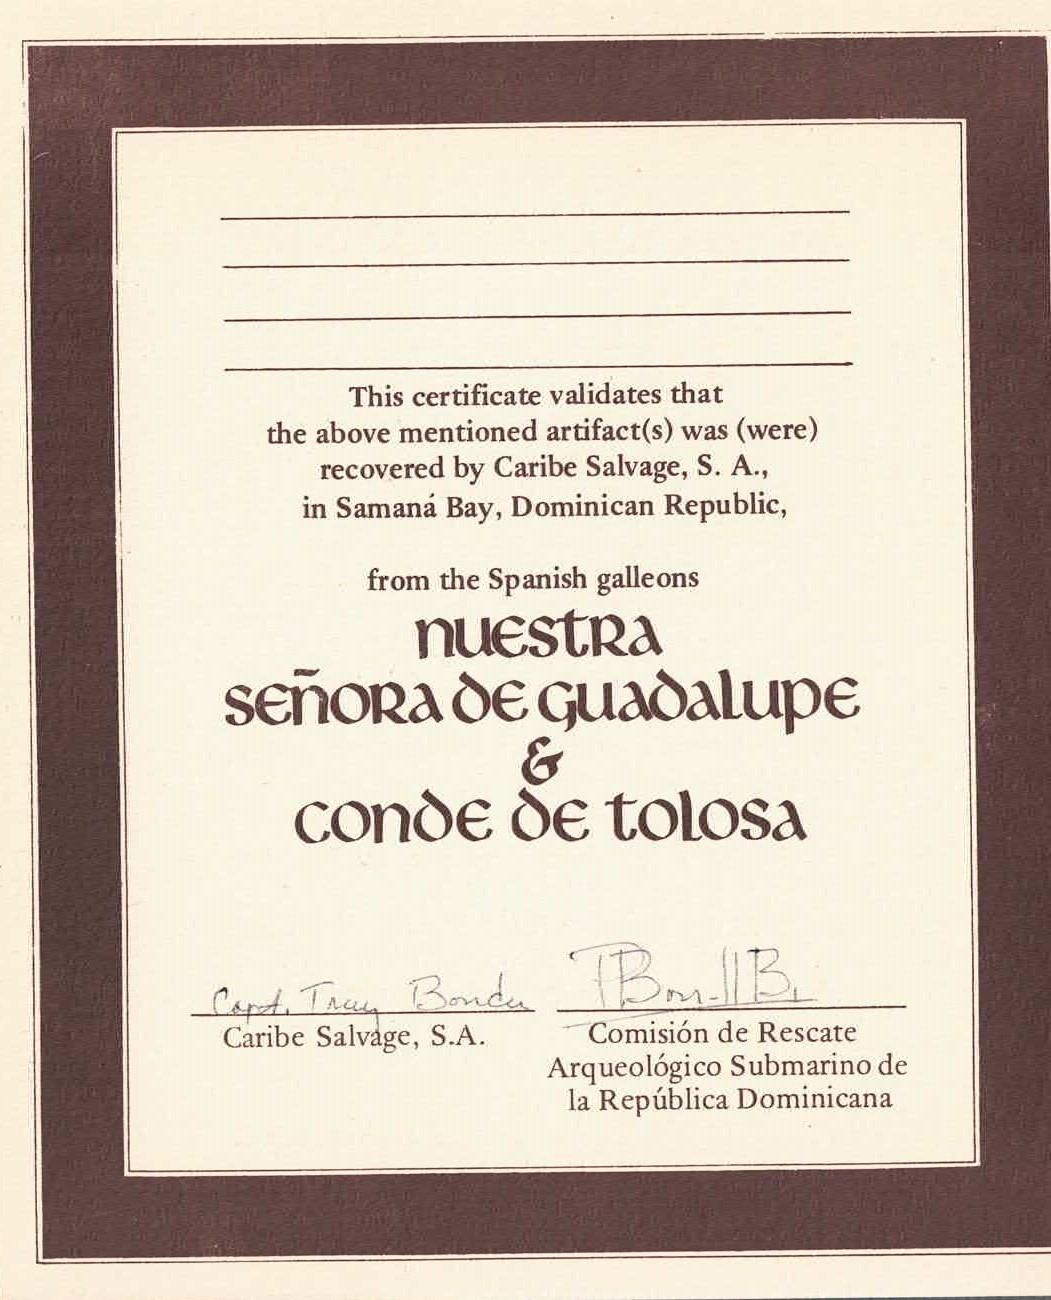 This certificate validates that
the above mentioned artifact(s) was (were)
recovered by Caribe Salvage, S. A.,
in Samaná Bay, Dominican Republic,
from the Spanish galleons
nuestra
señora de guadalupe
&
conde de tolosa
Capt. Tracy Bowden
Caribe Salvage, S.A.
Comisión de Rescate
Arqueológico Submarino de
la República Dominicana